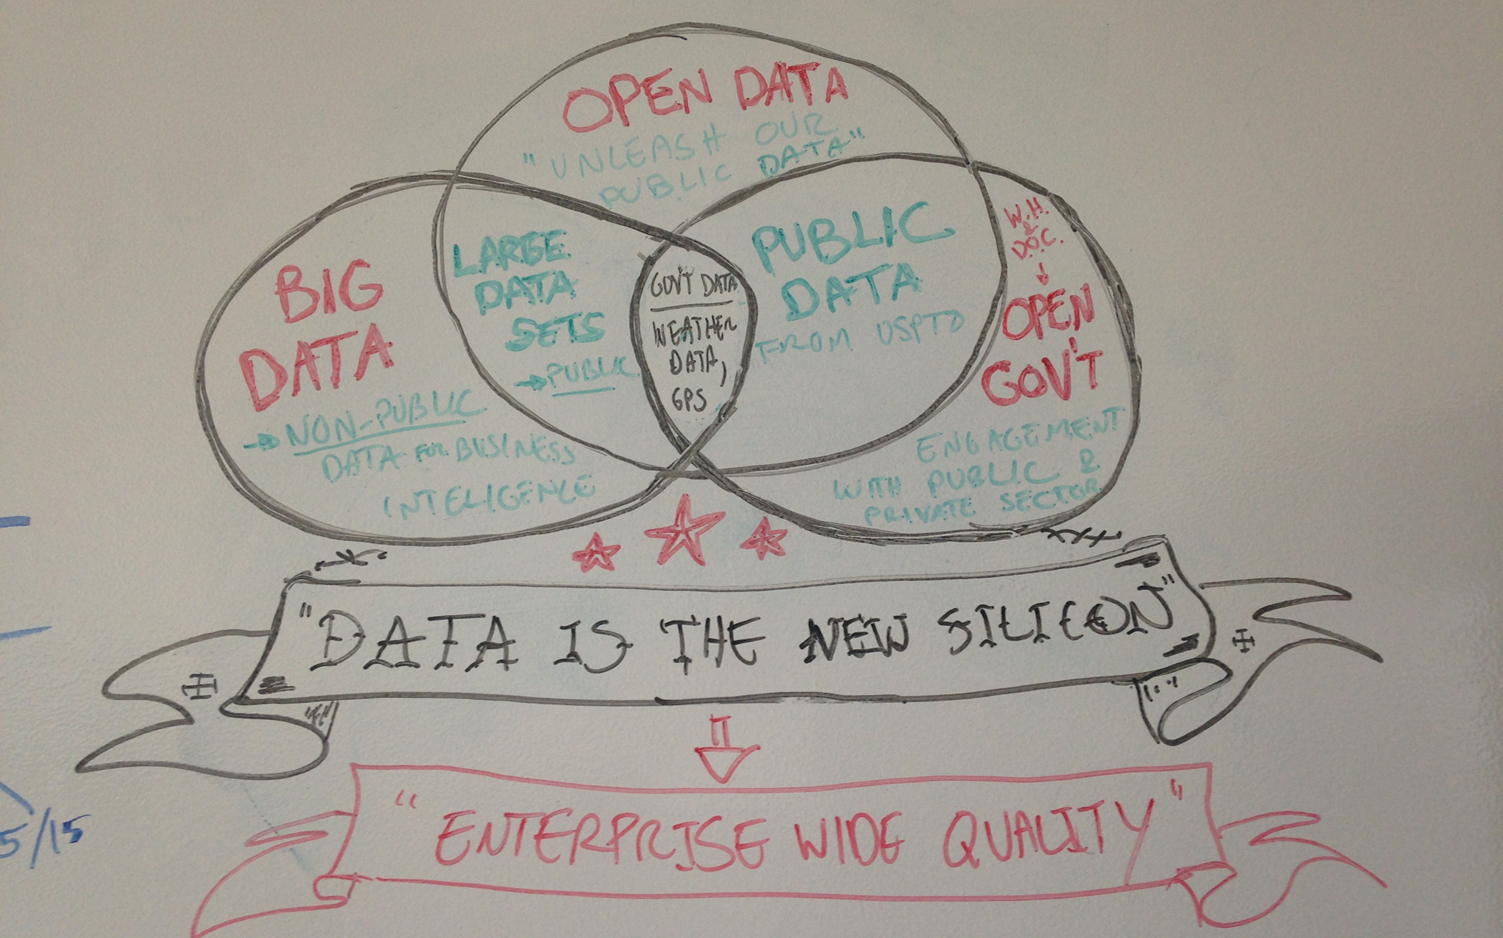 OPEN DATA
"UNLEASH OUR
PUBLIC DATA"
BIG
DATA
→ NON-PUBLIC
DATA FOR BUSINESS
INTELIGENCE
LARGE
DATA
SETS
→ PUBLIC
GOV'T DATA
WEATHER
DATA,
GPS
PUBLIC
DATA
FROM USPTO
W.H.
&
D.O.C.
OPEN
GOV'T
ENGAGEMENT
WITH PUBLIC &
PRIVATE SECTOR
"DATA IS THE NEW SILICON"
"ENTERPRISE WIDE QUALITY"
5/15